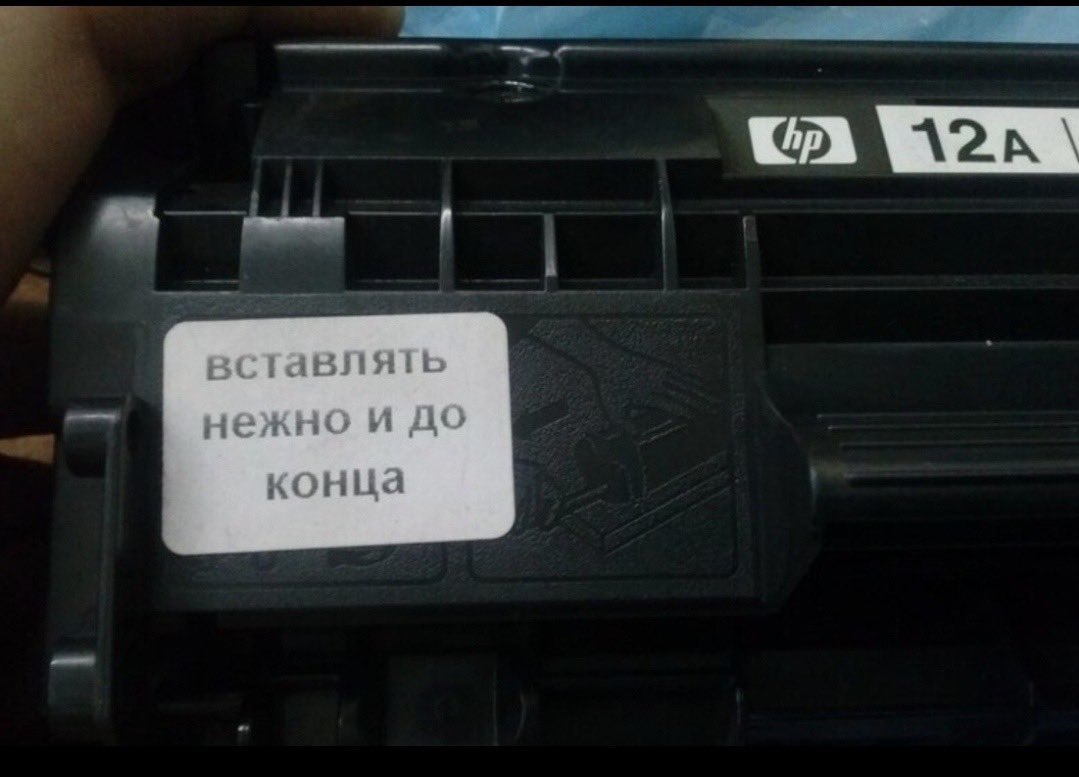 hp
12A
вставлять
нежно и до
конца